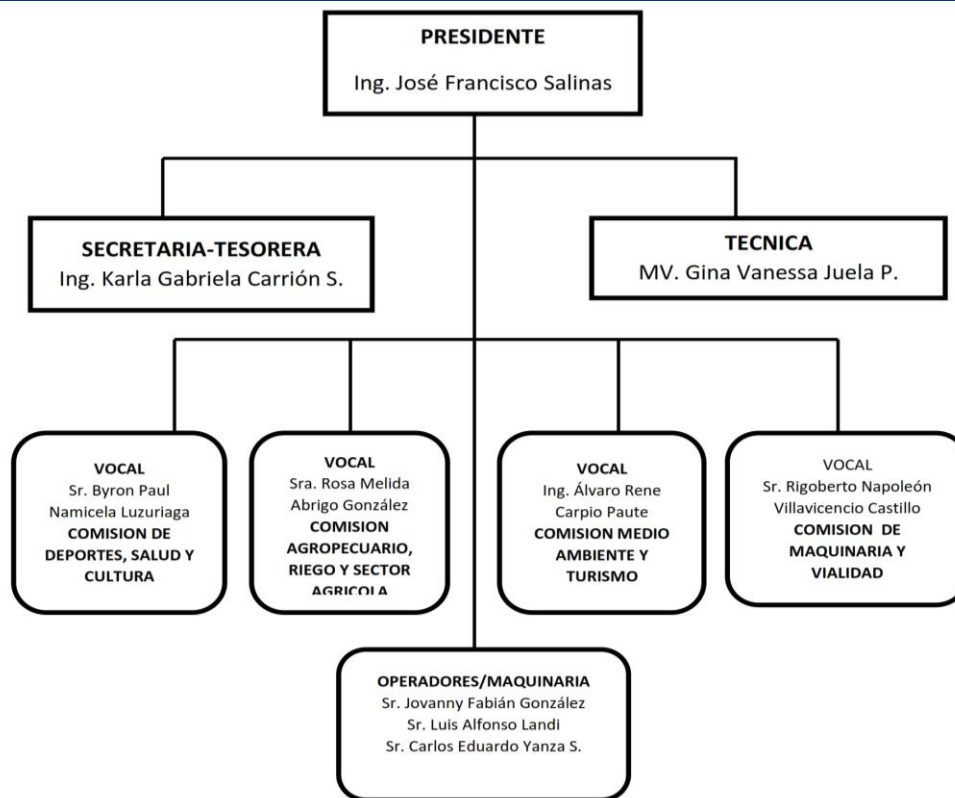 PRESIDENTE
Ing. José Francisco Salinas
SECRETARIA-TESORERA
Ing. Karla Gabriela Carrión S.
TECNICA
MV. Gina Vanessa Juela P.
VOCAL
Sr. Byron Paul
Namicela Luzuriaga
COMISION DE
DEPORTES, SALUD Y
CULTURA
VOCAL
Sra. Rosa Melida
Abrigo González
COMISION
AGROPECUARIO,
RIEGO Y SECTOR
AGRICOLA
VOCAL
Ing. Álvaro Rene
Carpio Paute
COMISION MEDIO
AMBIENTE Y
TURISMO
VOCAL
Sr. Rigoberto Napoleón
Villavicencio Castillo
COMISION DE
MAQUINARIA Y
VIALIDAD
OPERADORES/MAQUINARIA
Sr. Jovanny Fabián González
Sr. Luis Alfonso Landi
Sr. Carlos Eduardo Yanza S.